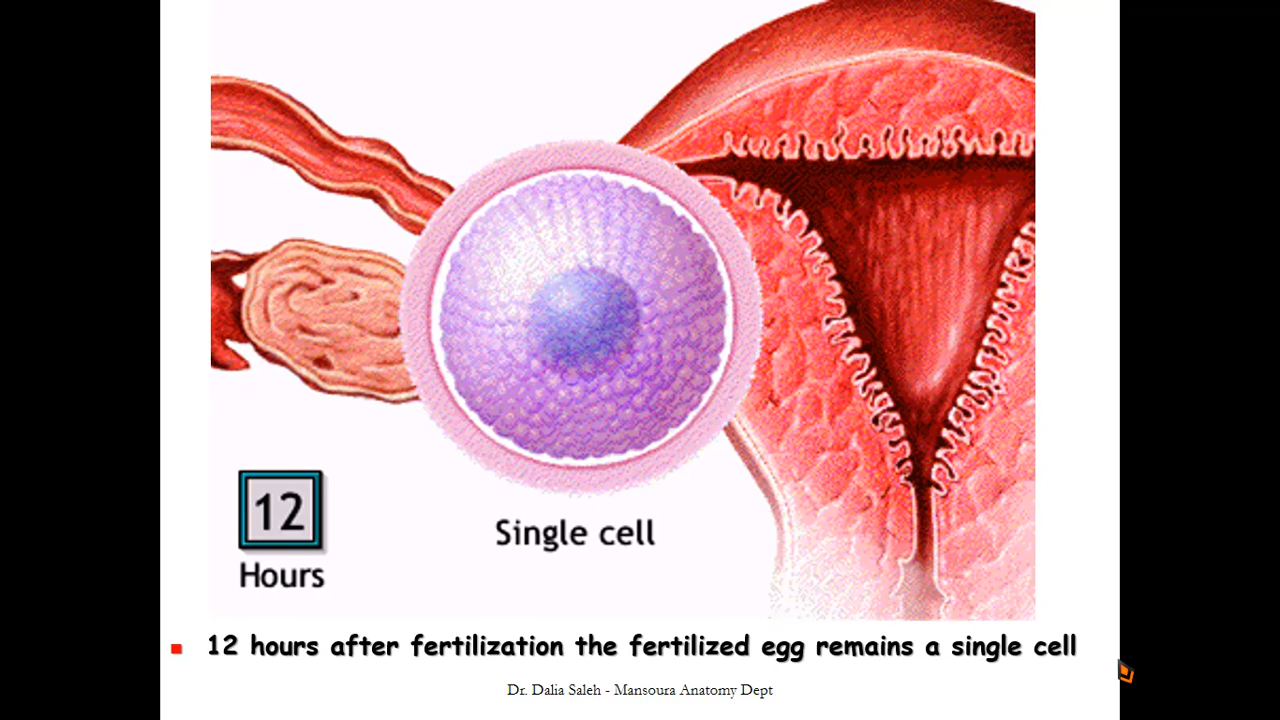 12
Hours
Single cell
12 hours after fertilization the fertilized egg remains a single cell
Dr. Dalia Saleh - Mansoura Anatomy Dept